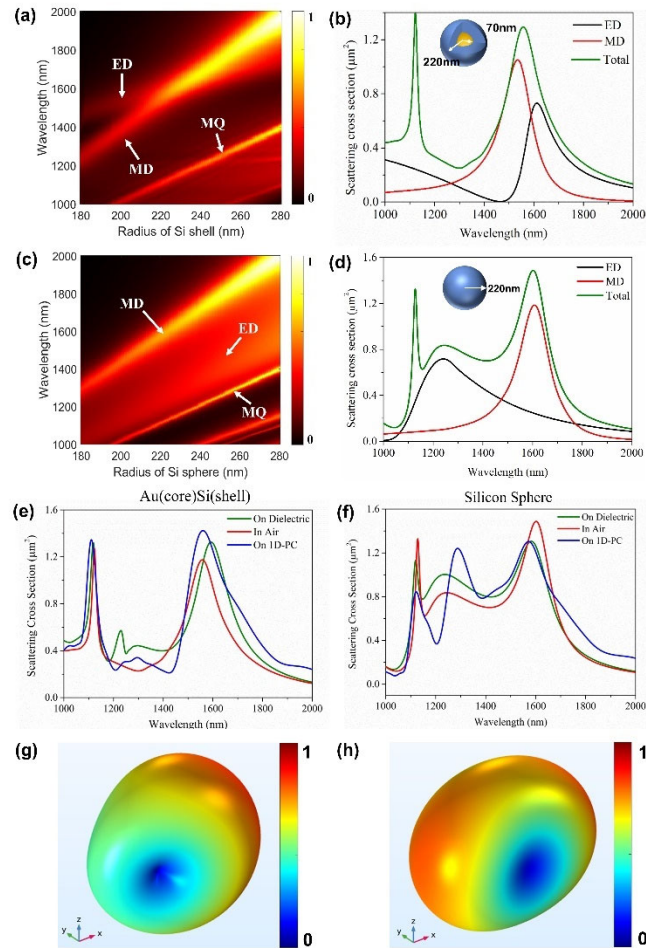 (a)
2000
1800
1600
1400
1200
1000
Wavelength (nm)
ED
MD
MQ
180 200 220 240 260 280
Radius of Si shell (nm)
1
0
(b)
1.2
0.8
0.4
0.0
Scattering cross section (μm²)
70nm
220nm
ED
MD
Total
1000 1200 1400 1600 1800 2000
Wavelength (nm)
(c)
2000
1800
1600
1400
1200
1000
Wavelength (nm)
MD
ED
MQ
180 200 220 240 260 280
Radius of Si sphere (nm)
1
0
(d)
1.6
1.2
0.8
0.4
0.0
Scattering cross section (μm²)
220nm
ED
MD
Total
1000 1200 1400 1600 1800 2000
Wavelength (nm)
Au(core)Si(shell)
(e)
1.6
1.2
0.8
0.4
0
Scattering Cross Section (μm²)
On Dielectric
In Air
On 1D-PC
1000 1200 1400 1600 1800 2000
Wavelength (nm)
Silicon Sphere
(f)
1.6
1.2
0.8
0.4
0
Scattering Cross Section (μm²)
On Dielectric
In Air
On 1D-PC
1000 1200 1400 1600 1800 2000
Wavelength (nm)
(g)
z
y
x
1
0
(h)
z
y
x
1
0